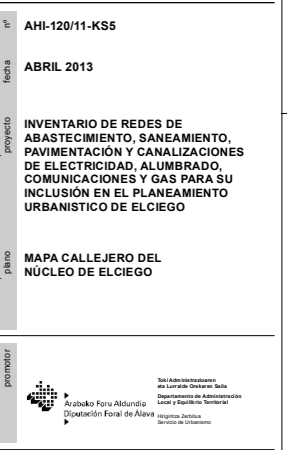 nº
AHI-120/11-KS5
fecha
ABRIL 2013
proyecto
INVENTARIO DE REDES DE
ABASTECIMIENTO, SANEAMIENTO,
PAVIMENTACIÓN Y CANALIZACIONES
DE ELECTRICIDAD, ALUMBRADO,
COMUNICACIONES Y GAS PARA SU
INCLUSIÓN EN EL PLANEAMIENTO
URBANISTICO DE ELCIEGO
plano
MAPA CALLEJERO DEL
NÚCLEO DE ELCIEGO
promotor
Arabako Foru Aldundia
Diputación Foral de Álava
Toki Administrazioaren
eta Lurralde Orekaren Saila
Departamento de Administración
Local y Equilibrio Territorial
Hirigintza Zerbitua
Servicio de Urbanismo